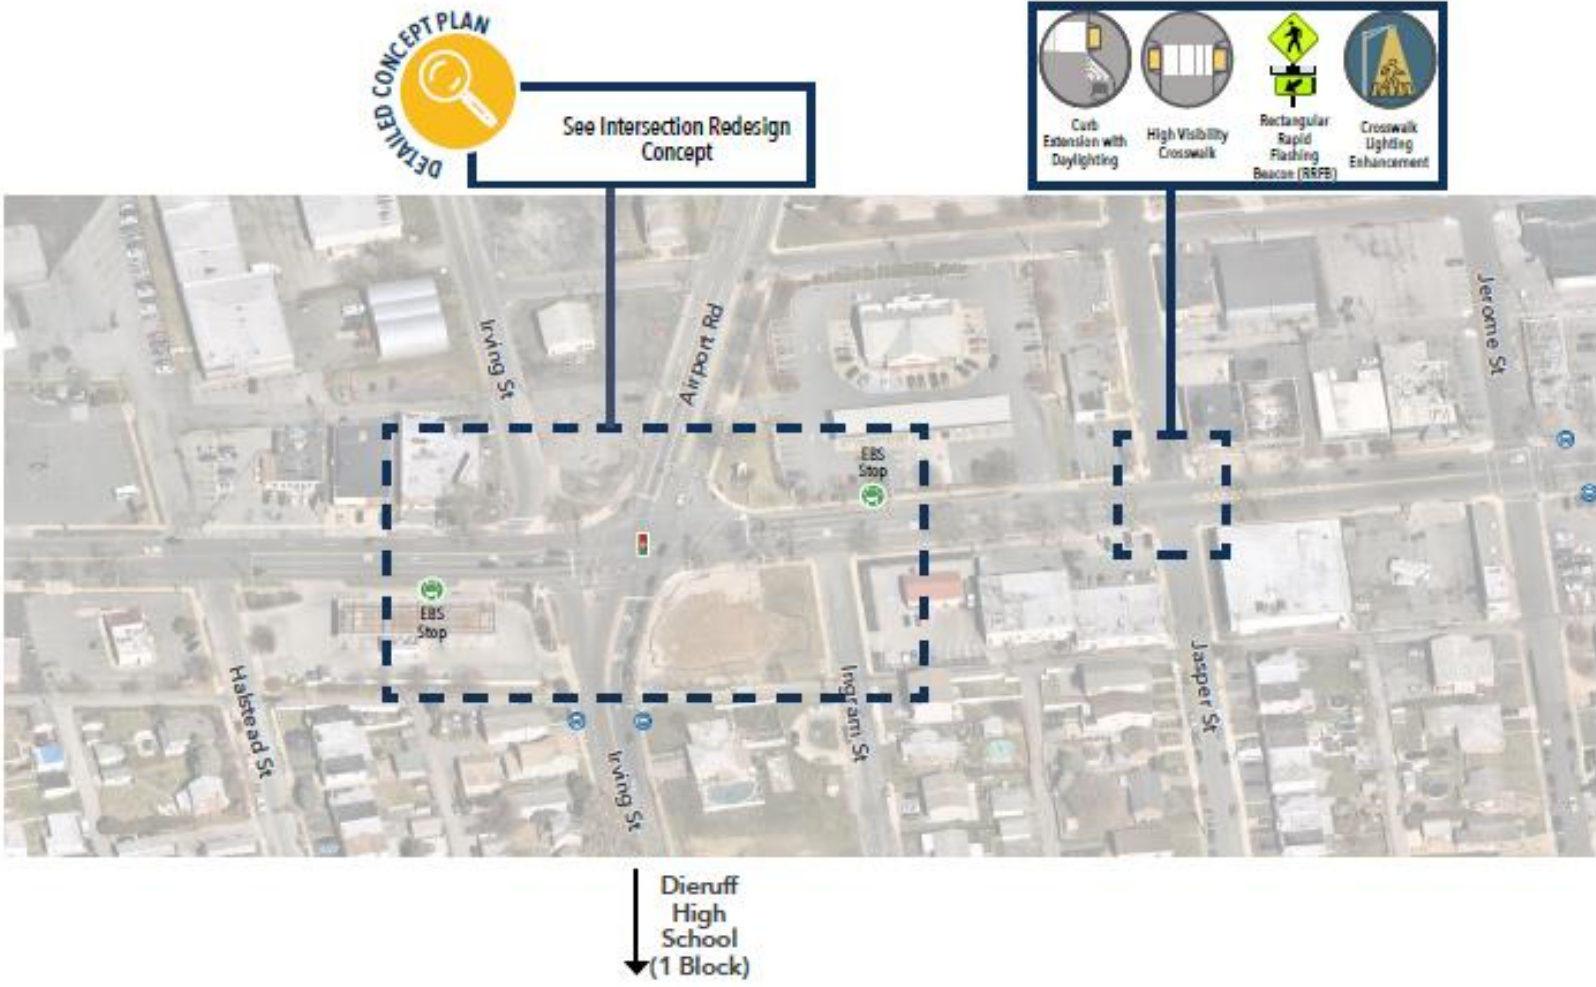 DETAILED CONCEPT PLAN
See Intersection Redesign
Concept
Curb
Extension with
Daylighting
High Visibility
Crosswalk
Rectangular
Rapid
Flashing
Beacon (RRFB)
Crosswalk
Lighting
Enhancement
Irving St
Airport Rd
Jerome St
EBS
Stop
EBS
Stop
Halstead St
Irving St
Ingram St
Jasper St
Dieruff
High
School
(1 Block)